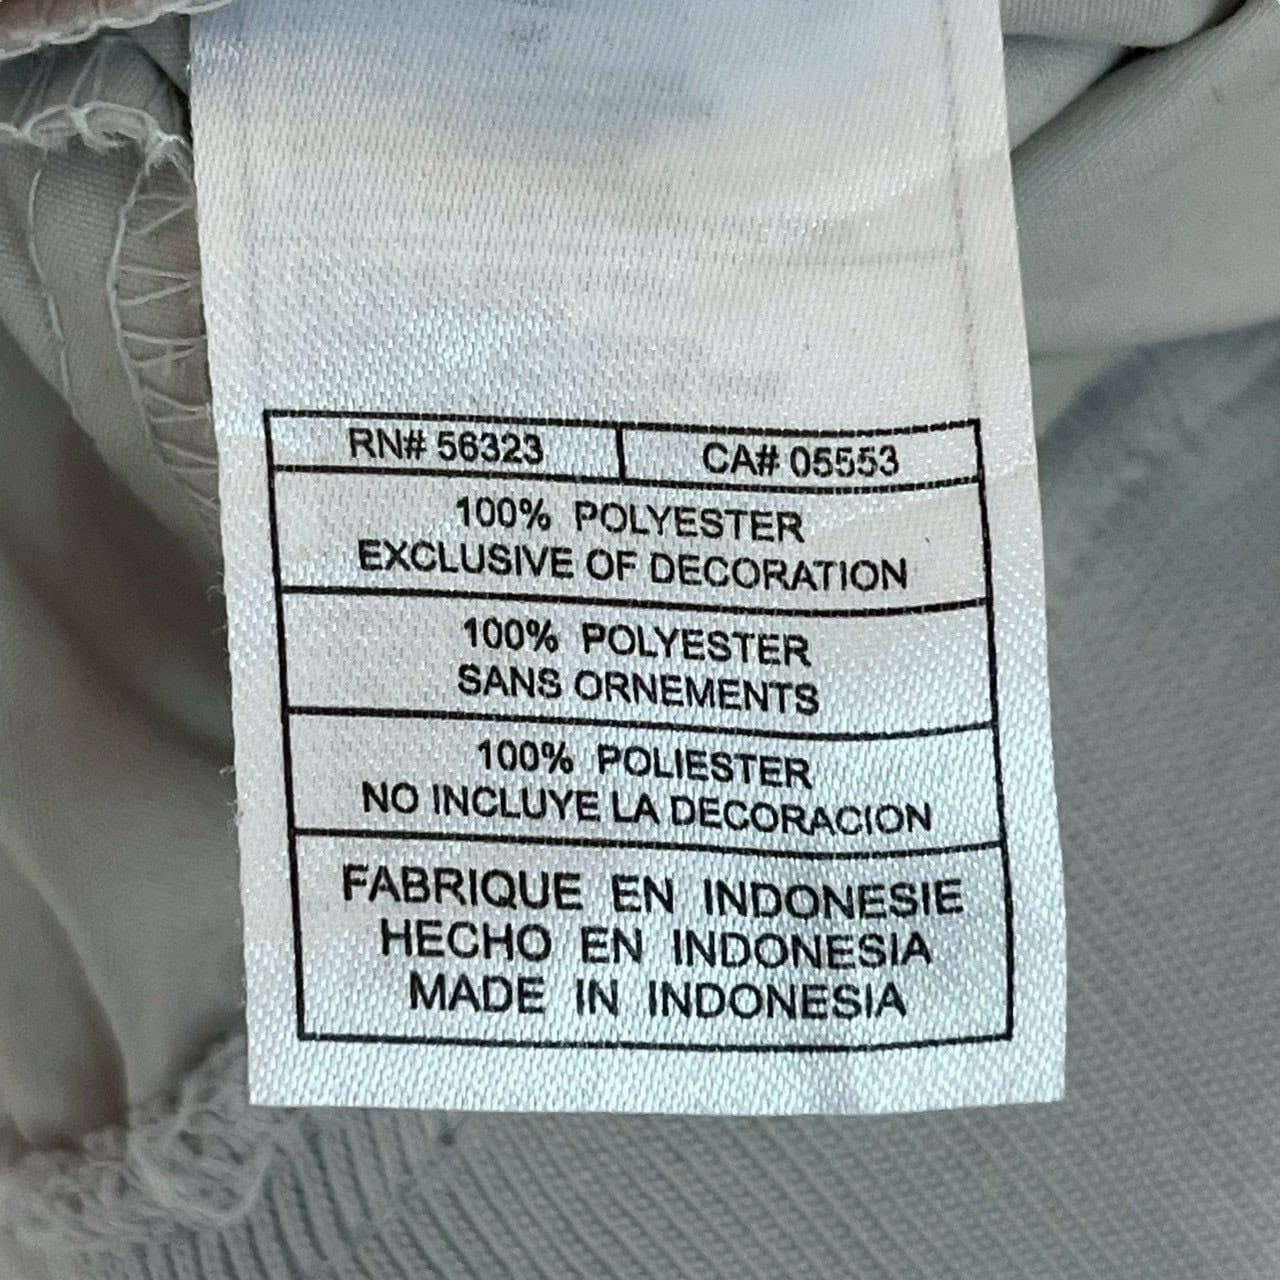 RN# 56323
CA# 05553
100% POLYESTER
EXCLUSIVE OF DECORATION
100% POLYESTER
SANS ORNEMENTS
100% POLIESTER
NO INCLUYE LA DECORACION
FABRIQUE EN INDONESIE
HECHO EN INDONESIA
MADE IN INDONESIA